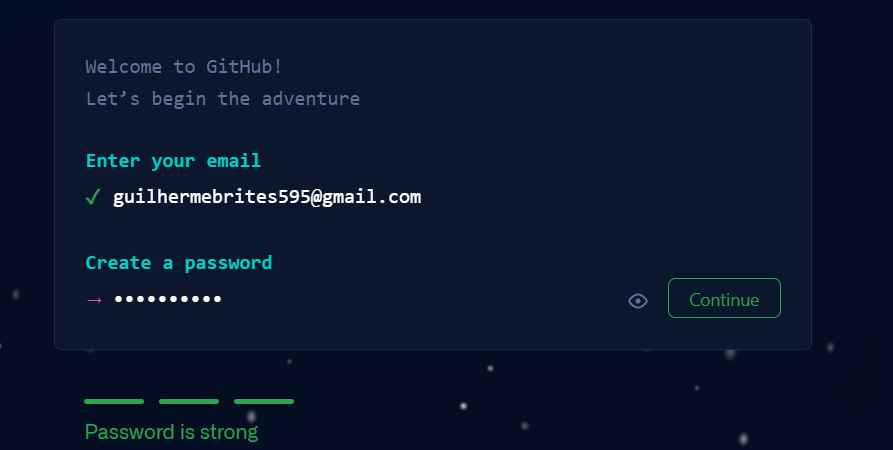 Welcome to GitHub!
Let’s begin the adventure
Enter your email
✓ guilhermebrites595@gmail.com
Create a password
→ ••••••••••
Continue
Password is strong